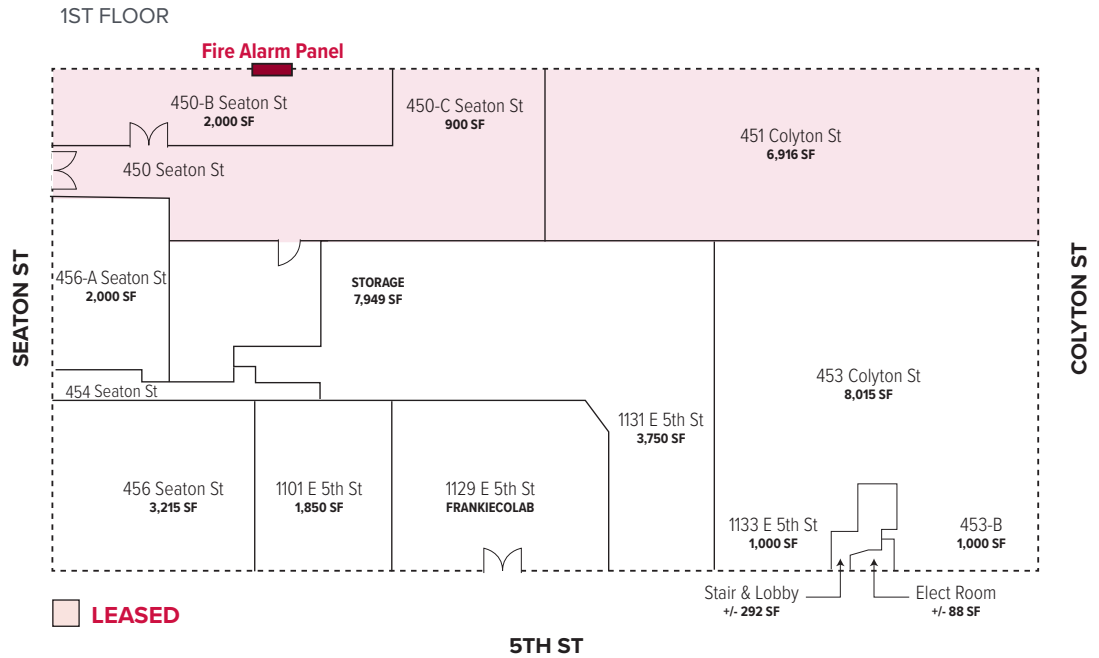 1ST FLOOR
Fire Alarm Panel
450-B Seaton St
2,000 SF
450-C Seaton St
900 SF
451 Colyton St
6,916 SF
450 Seaton St
SEATON ST
456-A Seaton St
2,000 SF
STORAGE
7,949 SF
COLYTON ST
454 Seaton St
453 Colyton St
8,015 SF
1131 E 5th St
3,750 SF
456 Seaton St
3,215 SF
1101 E 5th St
1,850 SF
1129 E 5th St
FRANKIECOLAB
1133 E 5th St
1,000 SF
453-B
1,000 SF
Stair & Lobby
+/- 292 SF
Elect Room
+/- 88 SF
LEASED
5TH ST